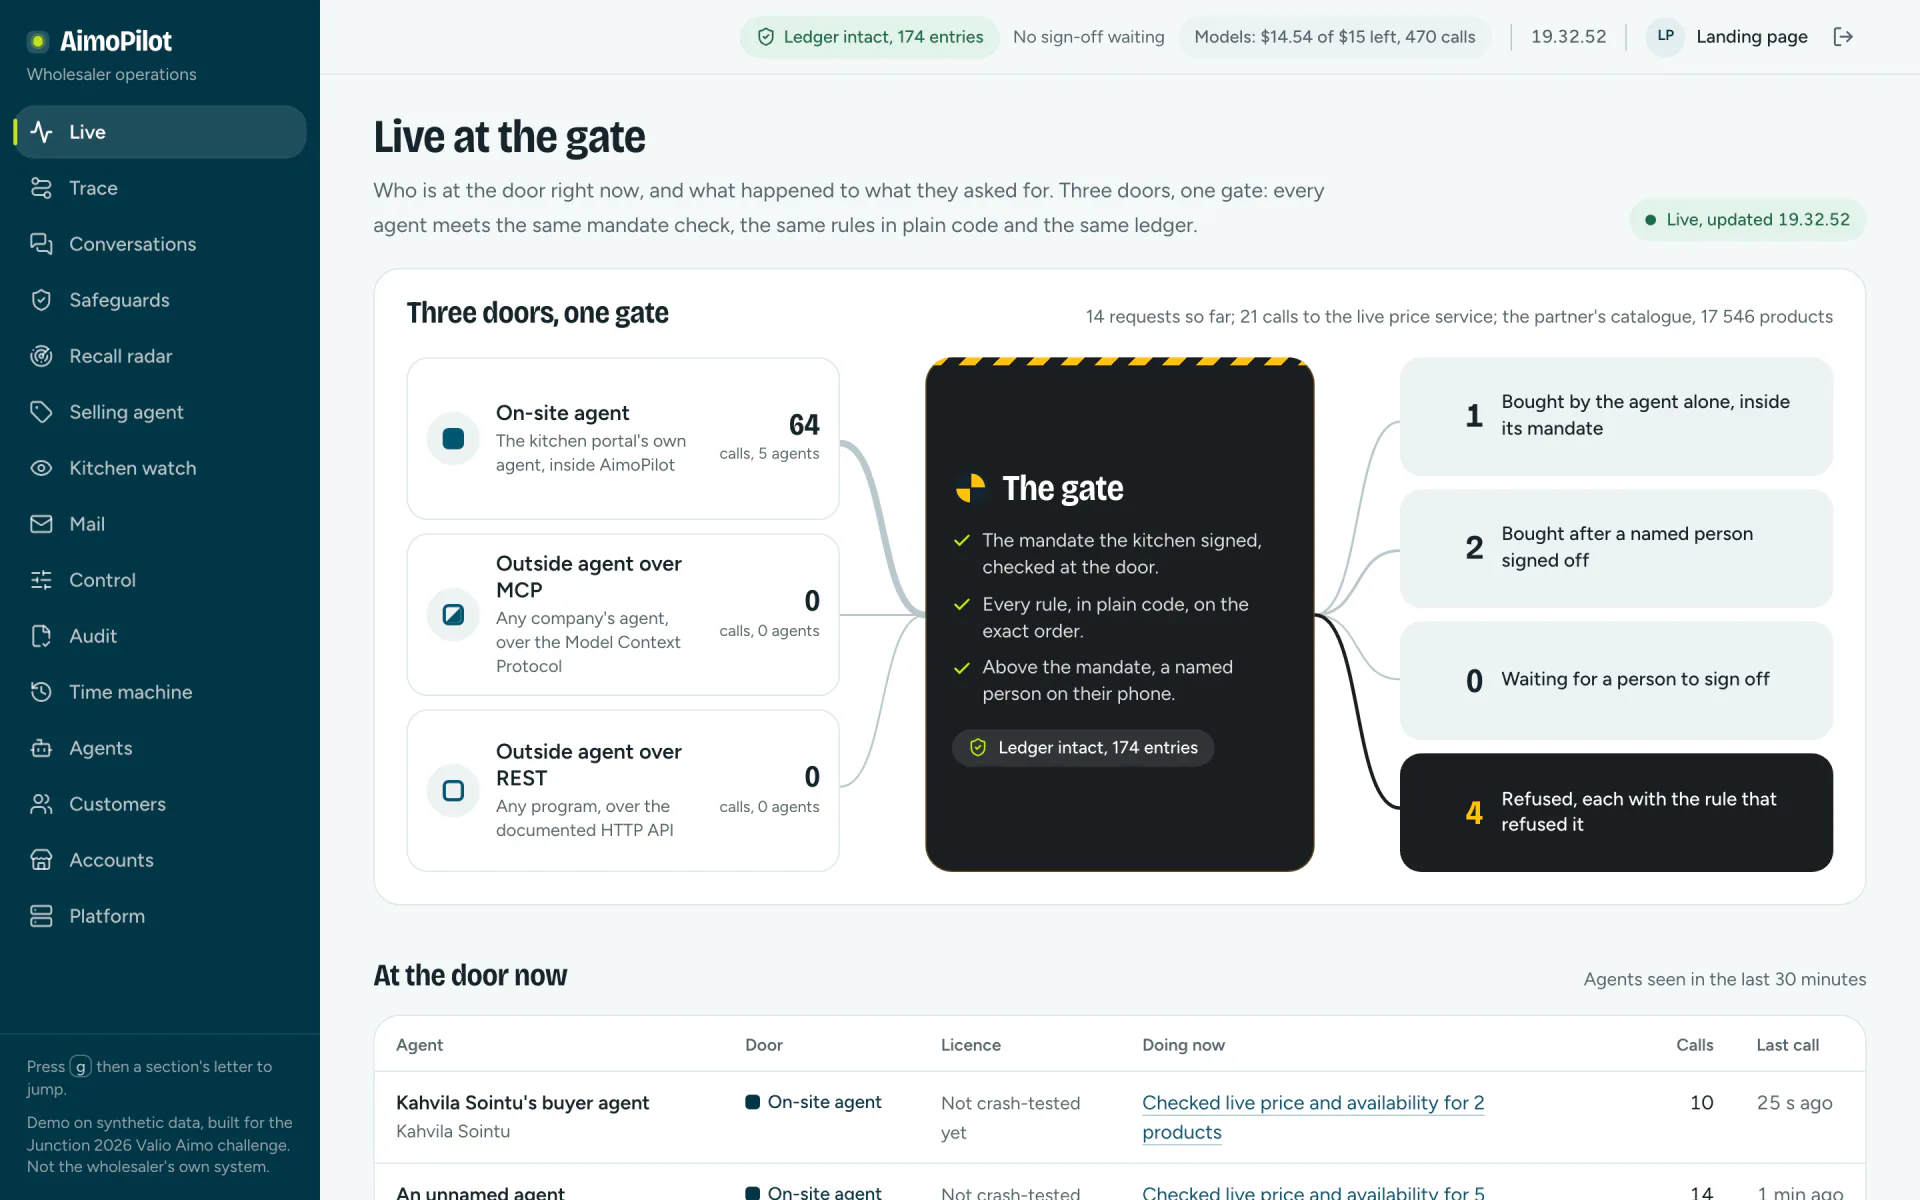 AimoPilot
Wholesaler operations
Live
Trace
Conversations
Safeguards
Recall radar
Selling agent
Kitchen watch
Mail
Control
Audit
Time machine
Agents
Customers
Accounts
Platform
Press g then a section's letter to
jump.
Demo on synthetic data, built for the
Junction 2026 Valio Aimo challenge.
Not the wholesaler's own system.
Ledger intact, 174 entries
No sign-off waiting
Models: $14.54 of $15 left, 470 calls
19.32.52
LP
Landing page
Live at the gate
Who is at the door right now, and what happened to what they asked for. Three doors, one gate: every
agent meets the same mandate check, the same rules in plain code and the same ledger.
Live, updated 19.32.52
Three doors, one gate
14 requests so far; 21 calls to the live price service; the partner's catalogue, 17 546 products
On-site agent
The kitchen portal's own
agent, inside AimoPilot
64
calls, 5 agents
Outside agent over
MCP
Any company's agent,
over the Model Context
Protocol
0
calls, 0 agents
Outside agent over
REST
Any program, over the
documented HTTP API
0
calls, 0 agents
The gate
The mandate the kitchen signed,
checked at the door.
Every rule, in plain code, on the
exact order.
Above the mandate, a named
person on their phone.
Ledger intact, 174 entries
1
Bought by the agent alone, inside
its mandate
2
Bought after a named person
signed off
0
Waiting for a person to sign off
4
Refused, each with the rule that
refused it
At the door now
Agents seen in the last 30 minutes
Agent
Door
Licence
Doing now
Calls
Last call
Kahvila Sointu's buyer agent
Kahvila Sointu
On-site agent
Not crash-tested
yet
Checked live price and availability for 2
products
10
25 s ago
An unnamed agent
On-site agent
Not crash-tested
Checked live price and availability for 5
14
1 min ago